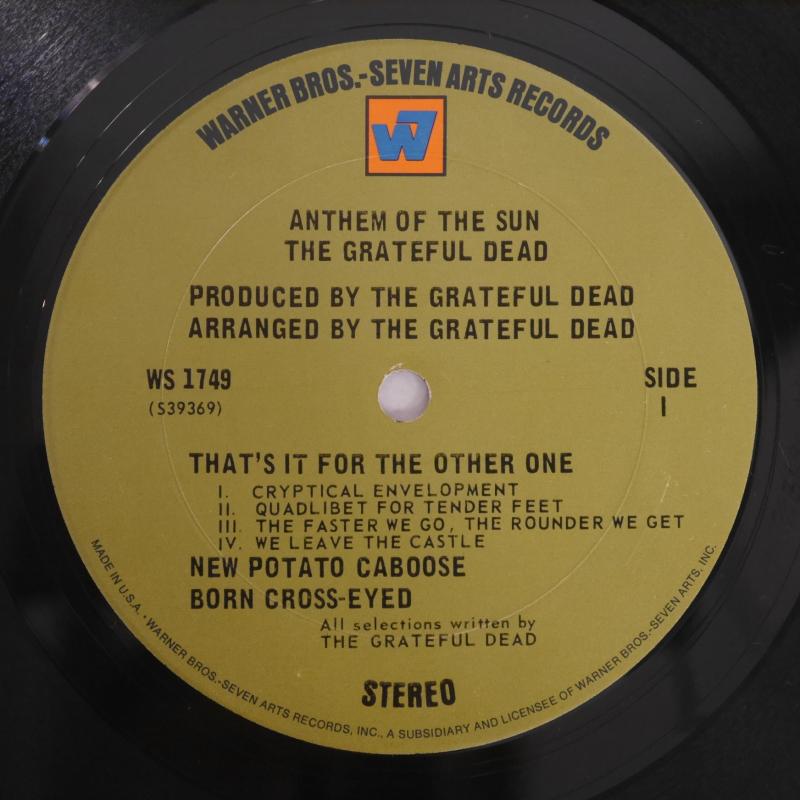 WARNER BROS.-SEVEN ARTS RECORDS
W7
ANTHEM OF THE SUN
THE GRATEFUL DEAD
PRODUCED BY THE GRATEFUL DEAD
ARRANGED BY THE GRATEFUL DEAD
WS 1749
(S39369)
SIDE
1
THAT'S IT FOR THE OTHER ONE
I. CRYPTICAL ENVELOPMENT
II. QUADLIBET FOR TENDER FEET
III. THE FASTER WE GO, THE ROUNDER WE GET
IV. WE LEAVE THE CASTLE
NEW POTATO CABOOSE
BORN CROSS-EYED
All selections written by
THE GRATEFUL DEAD
STEREO
MADE IN U.S.A. • WARNER BROS.-SEVEN ARTS RECORDS, INC., A SUBSIDIARY AND LICENSEE OF WARNER BROS.-SEVEN ARTS, INC.